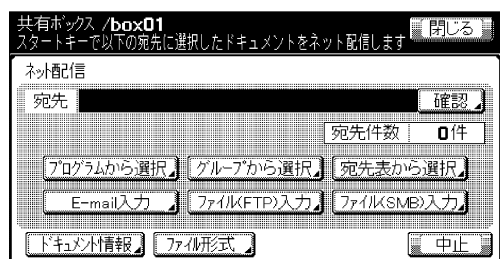 共有ボックス /box01 閉じる
スタートキーで以下の宛先に選択したドキュメントをネット配信します
ネット配信
宛先 確認
宛先件数 0件
プログラムから選択 グループから選択 宛先表から選択
E-mail入力 ファイル(FTP)入力 ファイル(SMB)入力
ドキュメント情報 ファイル形式 中止